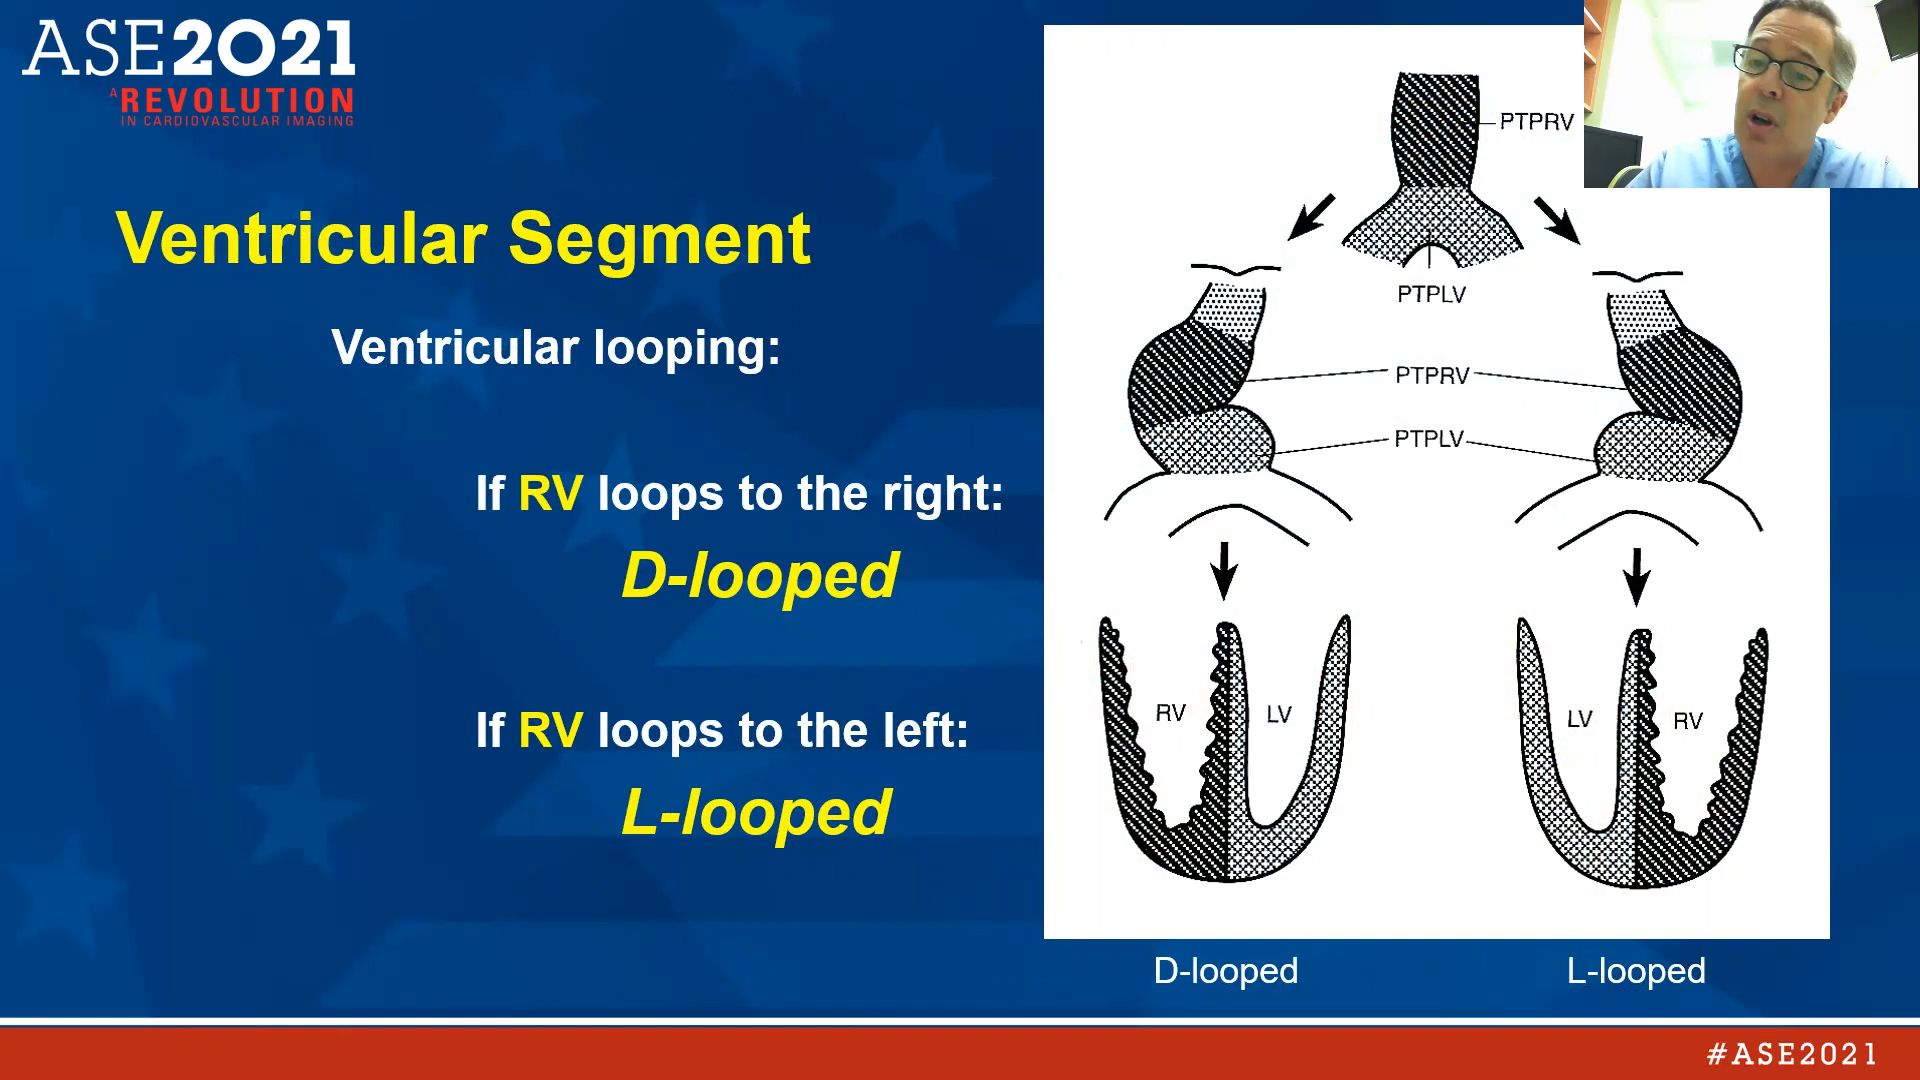 ASE2021
A REVOLUTION
IN CARDIOVASCULAR IMAGING
Ventricular Segment
Ventricular looping:
If RV loops to the right:
D-looped
If RV loops to the left:
L-looped
PTPRV
PTPLV
PTPRV
PTPLV
RV
LV
LV
RV
D-looped
L-looped
#ASE2021